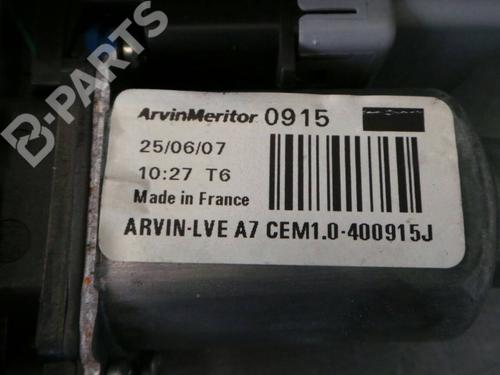 B-PARTS
ArvinMeritor 0915
25/06/07
10:27 T6
Made in France
ARVIN-LVE A7 CEM1.0-400915J